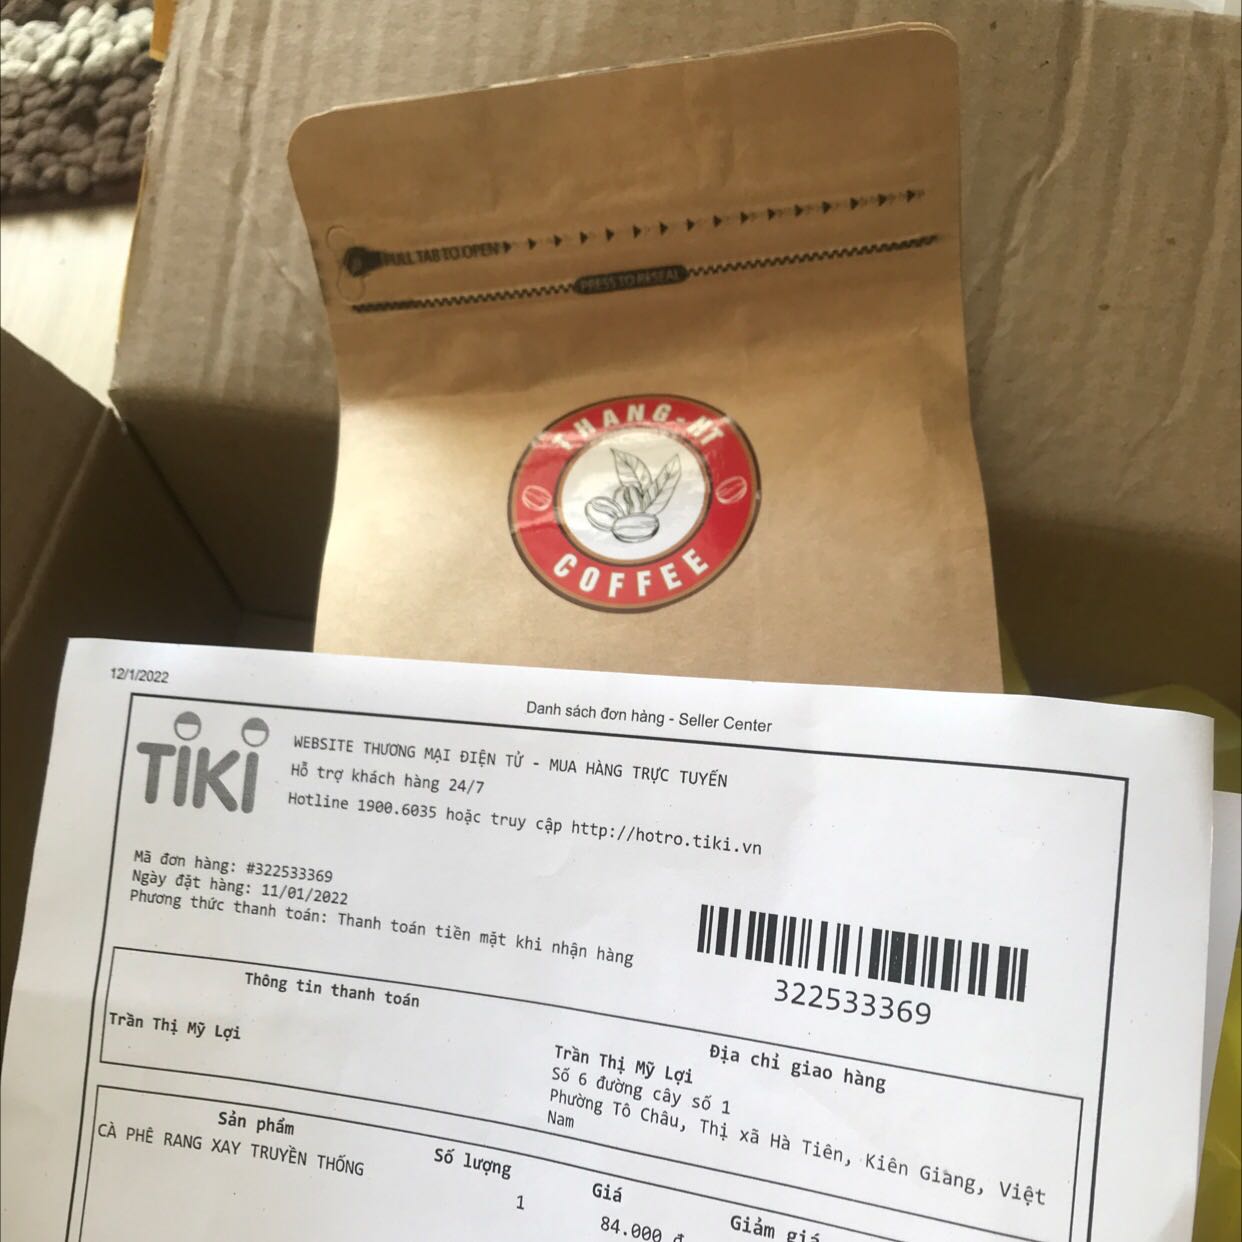 PULL TAB TO OPEN
PRESS TO RESEAL
THANG-HT
COFFEE
12/1/2022
Danh sách đơn hàng - Seller Center
TIKI
WEBSITE THƯƠNG MẠI ĐIỆN TỬ - MUA HÀNG TRỰC TUYẾN
Hỗ trợ khách hàng 24/7
Hotline 1900.6035 hoặc truy cập http://hotro.tiki.vn
Mã đơn hàng: #322533369
Ngày đặt hàng: 11/01/2022
Phương thức thanh toán: Thanh toán tiền mặt khi nhận hàng
322533369
Thông tin thanh toán
Địa chỉ giao hàng
Trần Thị Mỹ Lợi
Trần Thị Mỹ Lợi
Số 6 đường cây số 1
Phường Tô Châu, Thị xã Hà Tiên, Kiên Giang, Việt
Nam
Sản phẩm Số lượng Giá Giảm giá
CÀ PHÊ RANG XAY TRUYỀN THỐNG 1 84.000 đ